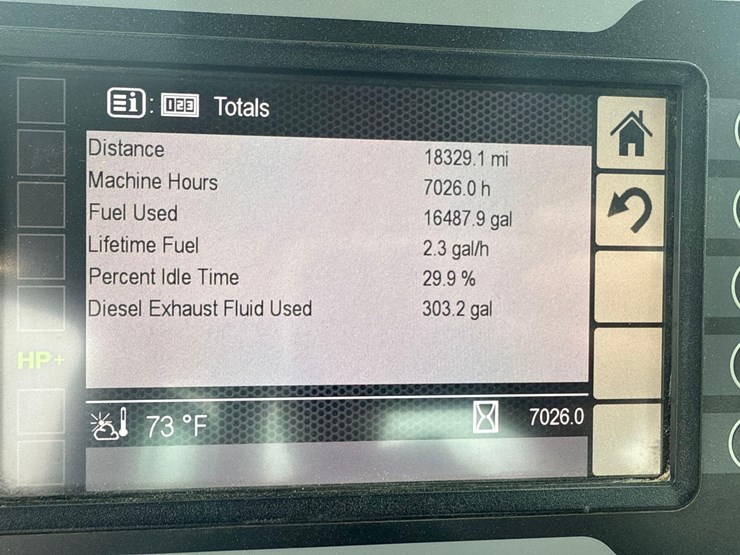 i : 123 Totals
Distance 18329.1 mi
Machine Hours 7026.0 h
Fuel Used 16487.9 gal
Lifetime Fuel 2.3 gal/h
Percent Idle Time 29.9 %
Diesel Exhaust Fluid Used 303.2 gal
HP+
73 °F 7026.0